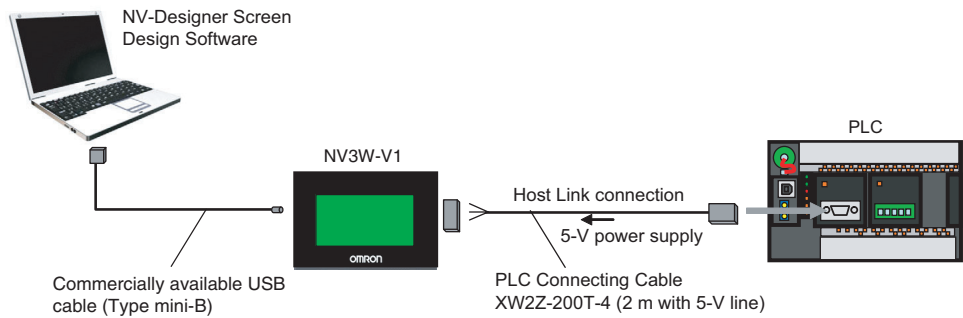 NV-Designer Screen
Design Software
PLC
NV3W-V1
Host Link connection
5-V power supply
OMRON
Commercially available USB
cable (Type mini-B)
PLC Connecting Cable
XW2Z-200T-4 (2 m with 5-V line)